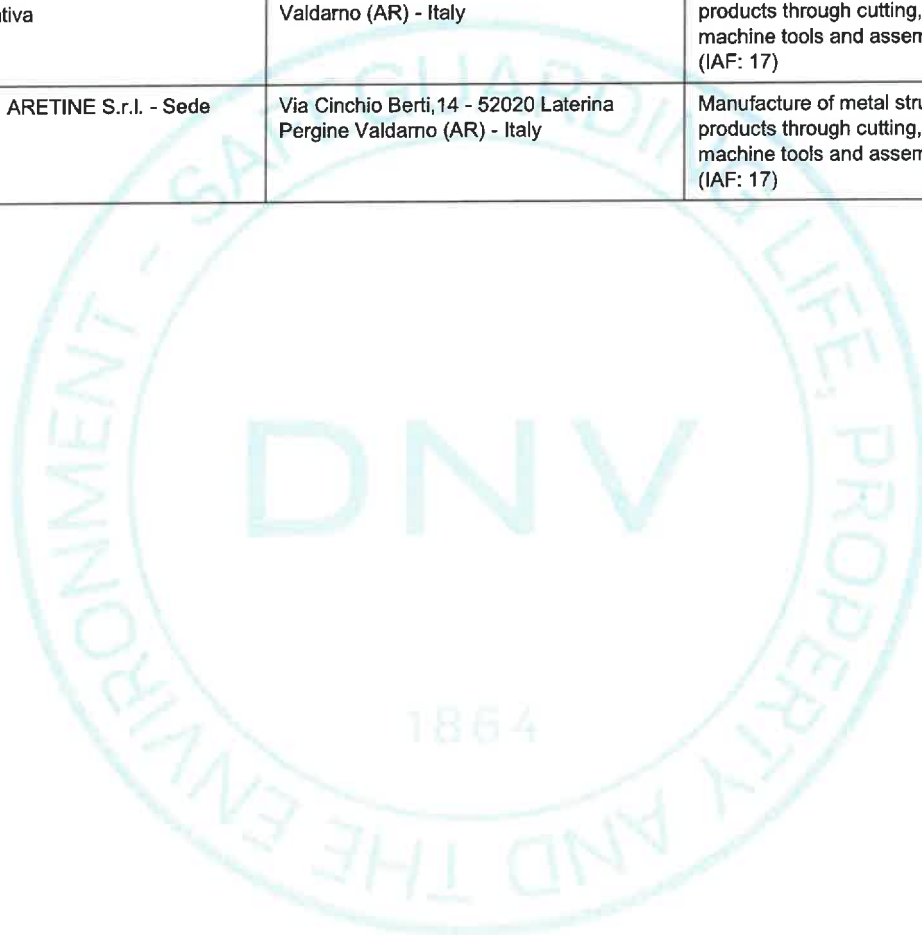 ntiva
Valdarno (AR) - Italy
products through cutting,
machine tools and assem
(IAF: 17)
ARETINE S.r.l. - Sede
Via Cinchio Berti,14 - 52020 Laterina
Pergine Valdarno (AR) - Italy
Manufacture of metal stru
products through cutting,
machine tools and assem
(IAF: 17)
SAFEGUARDING LIFE, PROPERTY AND THE ENVIRONMENT -
DNV
1864